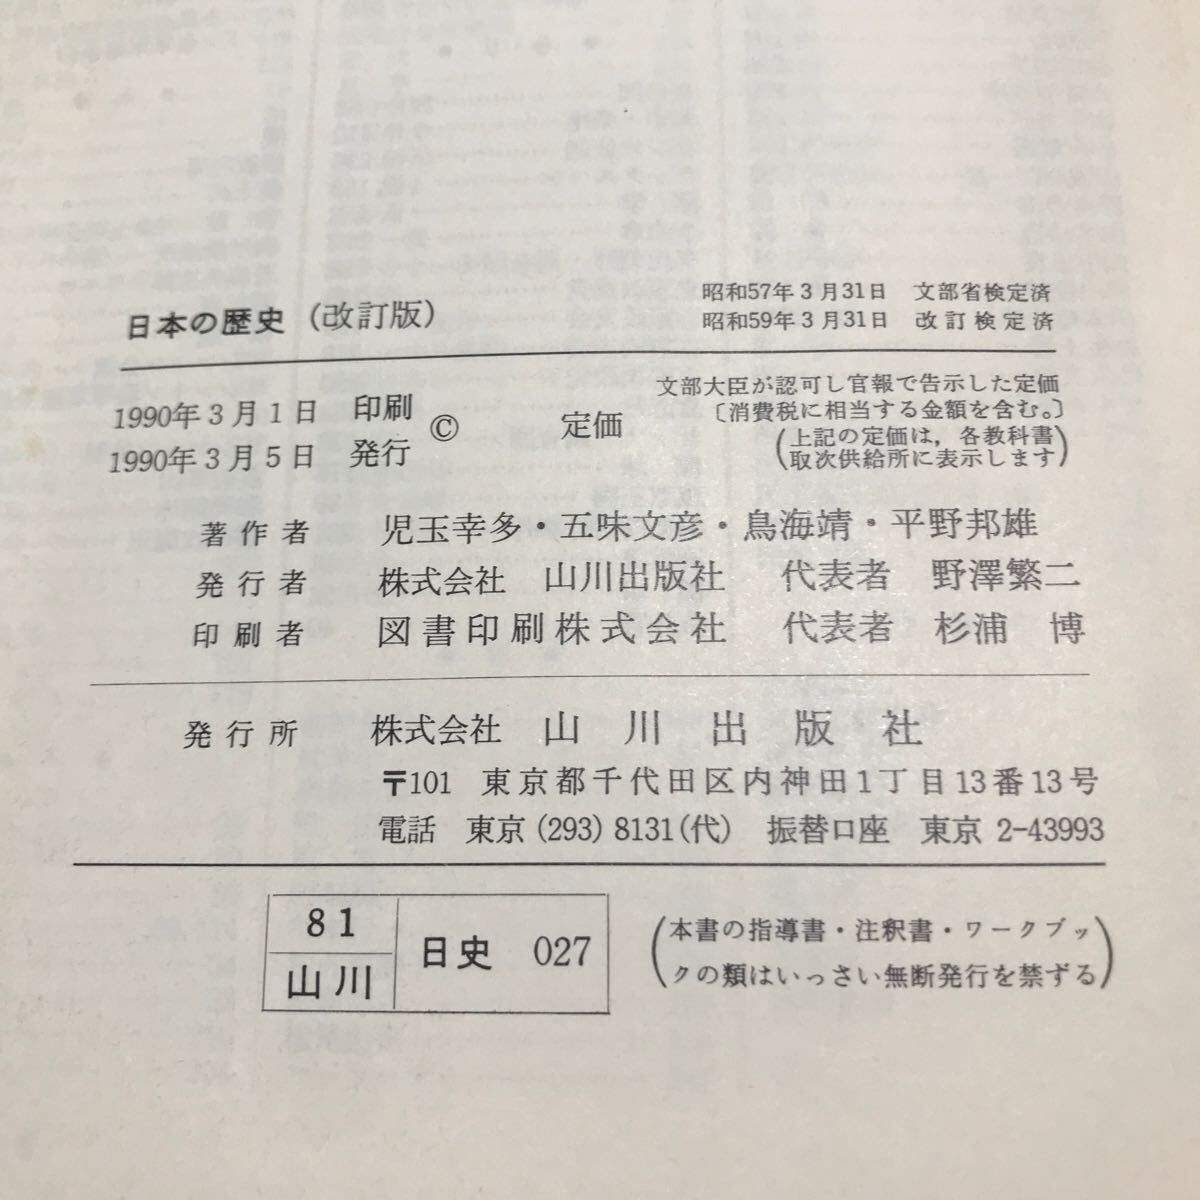 日本の歴史（改訂版）
昭和57年3月31日　文部省検定済
昭和59年3月31日　改訂検定済
1990年3月1日　印刷
1990年3月5日　発行
©
定価
文部大臣が認可し官報で告示した定価
〔消費税に相当する金額を含む。〕
（上記の定価は，各教科書
取次供給所に表示します）
著作者　児玉幸多・五味文彦・鳥海靖・平野邦雄
発行者　株式会社　山川出版社　代表者　野澤繁二
印刷者　図書印刷株式会社　代表者　杉浦　博
発行所　株式会社　山川出版社
〒101　東京都千代田区内神田1丁目13番13号
電話　東京（293）8131（代）　振替口座　東京 2-43993
81
山川
日史　027
（本書の指導書・注釈書・ワークブッ
クの類はいっさい無断発行を禁ずる）